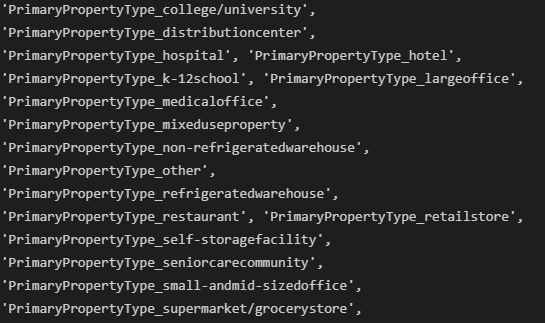 'PrimaryPropertyType_college/university',
'PrimaryPropertyType_distributioncenter',
'PrimaryPropertyType_hospital', 'PrimaryPropertyType_hotel',
'PrimaryPropertyType_k-12school', 'PrimaryPropertyType_largeoffice',
'PrimaryPropertyType_medicaloffice',
'PrimaryPropertyType_mixeduseproperty',
'PrimaryPropertyType_non-refrigeratedwarehouse',
'PrimaryPropertyType_other',
'PrimaryPropertyType_refrigeratedwarehouse',
'PrimaryPropertyType_restaurant', 'PrimaryPropertyType_retailstore',
'PrimaryPropertyType_self-storagefacility',
'PrimaryPropertyType_seniorcarecommunity',
'PrimaryPropertyType_small-andmid-sizedoffice',
'PrimaryPropertyType_supermarket/grocerystore',